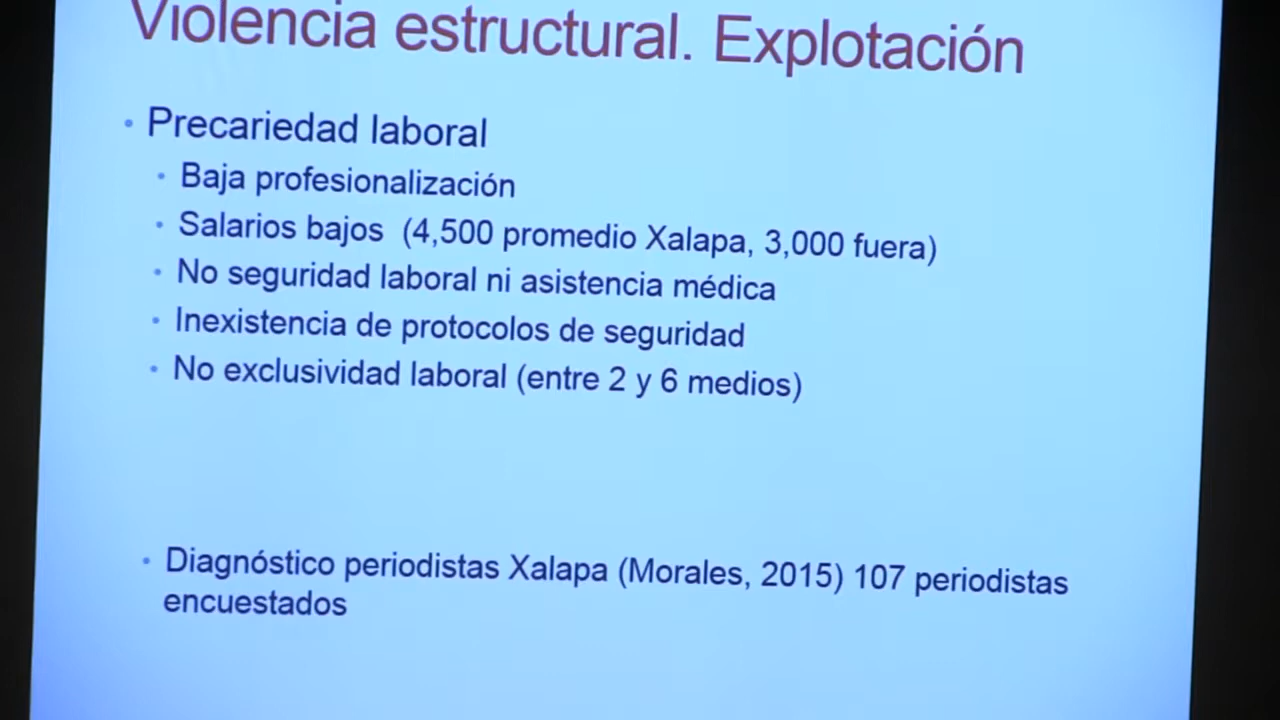 Violencia estructural. Explotación
• Precariedad laboral
• Baja profesionalización
• Salarios bajos (4,500 promedio Xalapa, 3,000 fuera)
• No seguridad laboral ni asistencia médica
• Inexistencia de protocolos de seguridad
• No exclusividad laboral (entre 2 y 6 medios)
• Diagnóstico periodistas Xalapa (Morales, 2015) 107 periodistas
encuestados